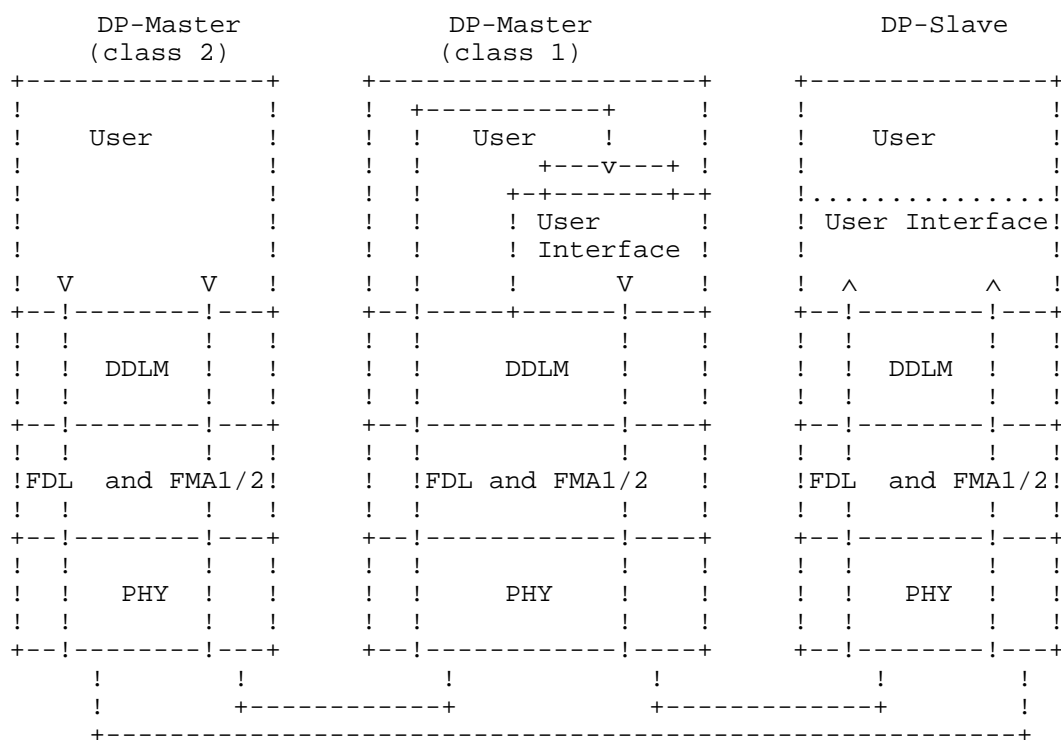 DP-Master DP-Master DP-Slave
(class 2) (class 1)
User User User
User User Interface
Interface
DDLM DDLM DDLM
FDL and FMA1/2 FDL and FMA1/2 FDL and FMA1/2
PHY PHY PHY